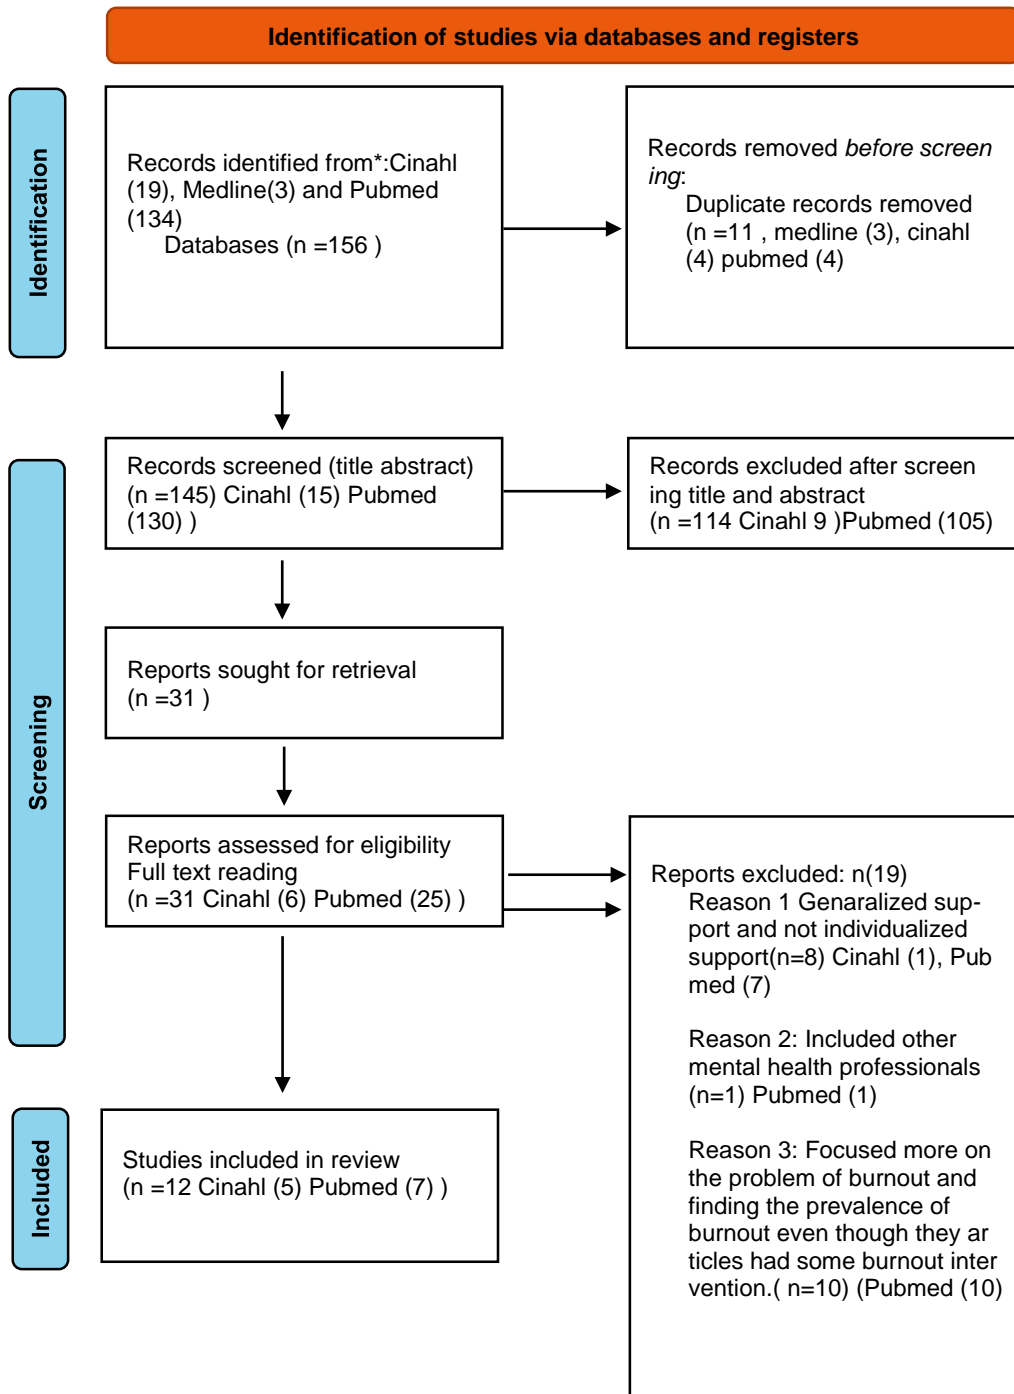 Identification of studies via databases and registers
Identification
Records identified from*:Cinahl
(19), Medline(3) and Pubmed
(134)
Databases (n =156 )
Records removed before screen
ing:
Duplicate records removed
(n =11 , medline (3), cinahl
(4) pubmed (4)
Screening
Records screened (title abstract)
(n =145) Cinahl (15) Pubmed
(130) )
Records excluded after screen
ing title and abstract
(n =114 Cinahl 9 )Pubmed (105)
Reports sought for retrieval
(n =31 )
Reports assessed for eligibility
Full text reading
(n =31 Cinahl (6) Pubmed (25) )
Reports excluded: n(19)
Reason 1 Genaralized sup-
port and not individualized
support(n=8) Cinahl (1), Pub
med (7)
Reason 2: Included other
mental health professionals
(n=1) Pubmed (1)
Reason 3: Focused more on
the problem of burnout and
finding the prevalence of
burnout even though they ar
ticles had some burnout inter
vention.( n=10) (Pubmed (10)
Included
Studies included in review
(n =12 Cinahl (5) Pubmed (7) )